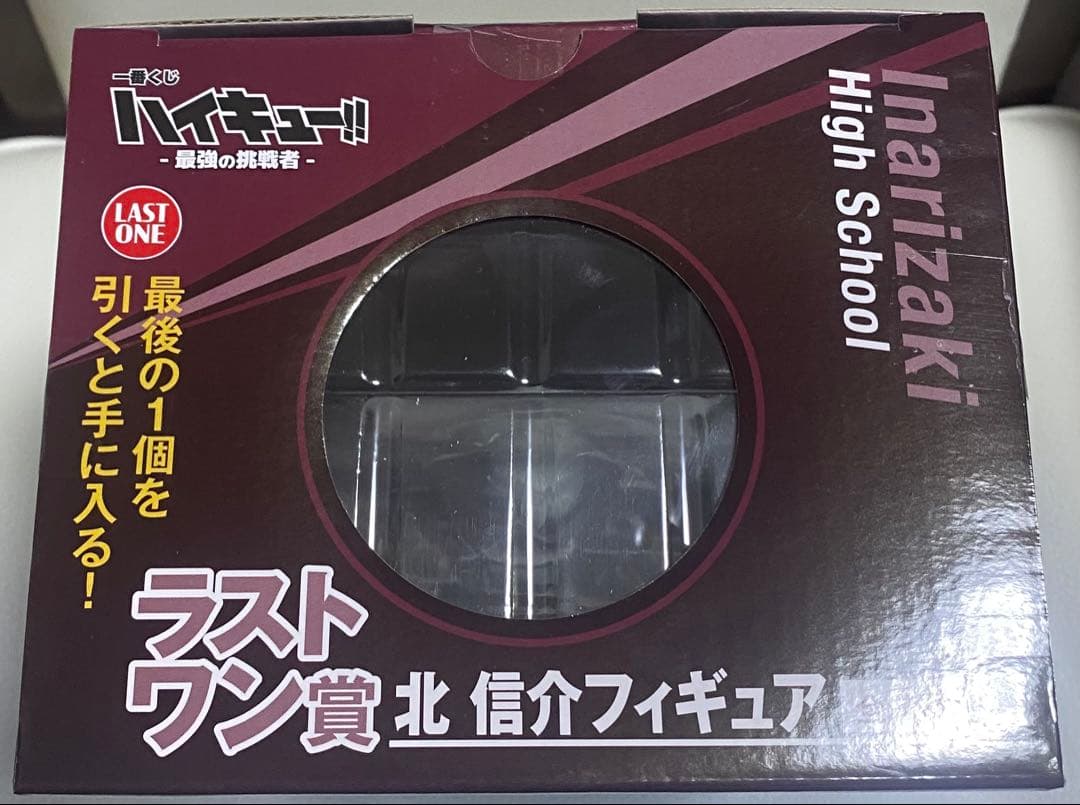 一番くじ
ハイキュー!!
- 最強の挑戦者 -
LAST
ONE
最後の1個を
引くと手に入る!
Inarizaki
High School
ラスト
ワン賞
北 信介フィギュア